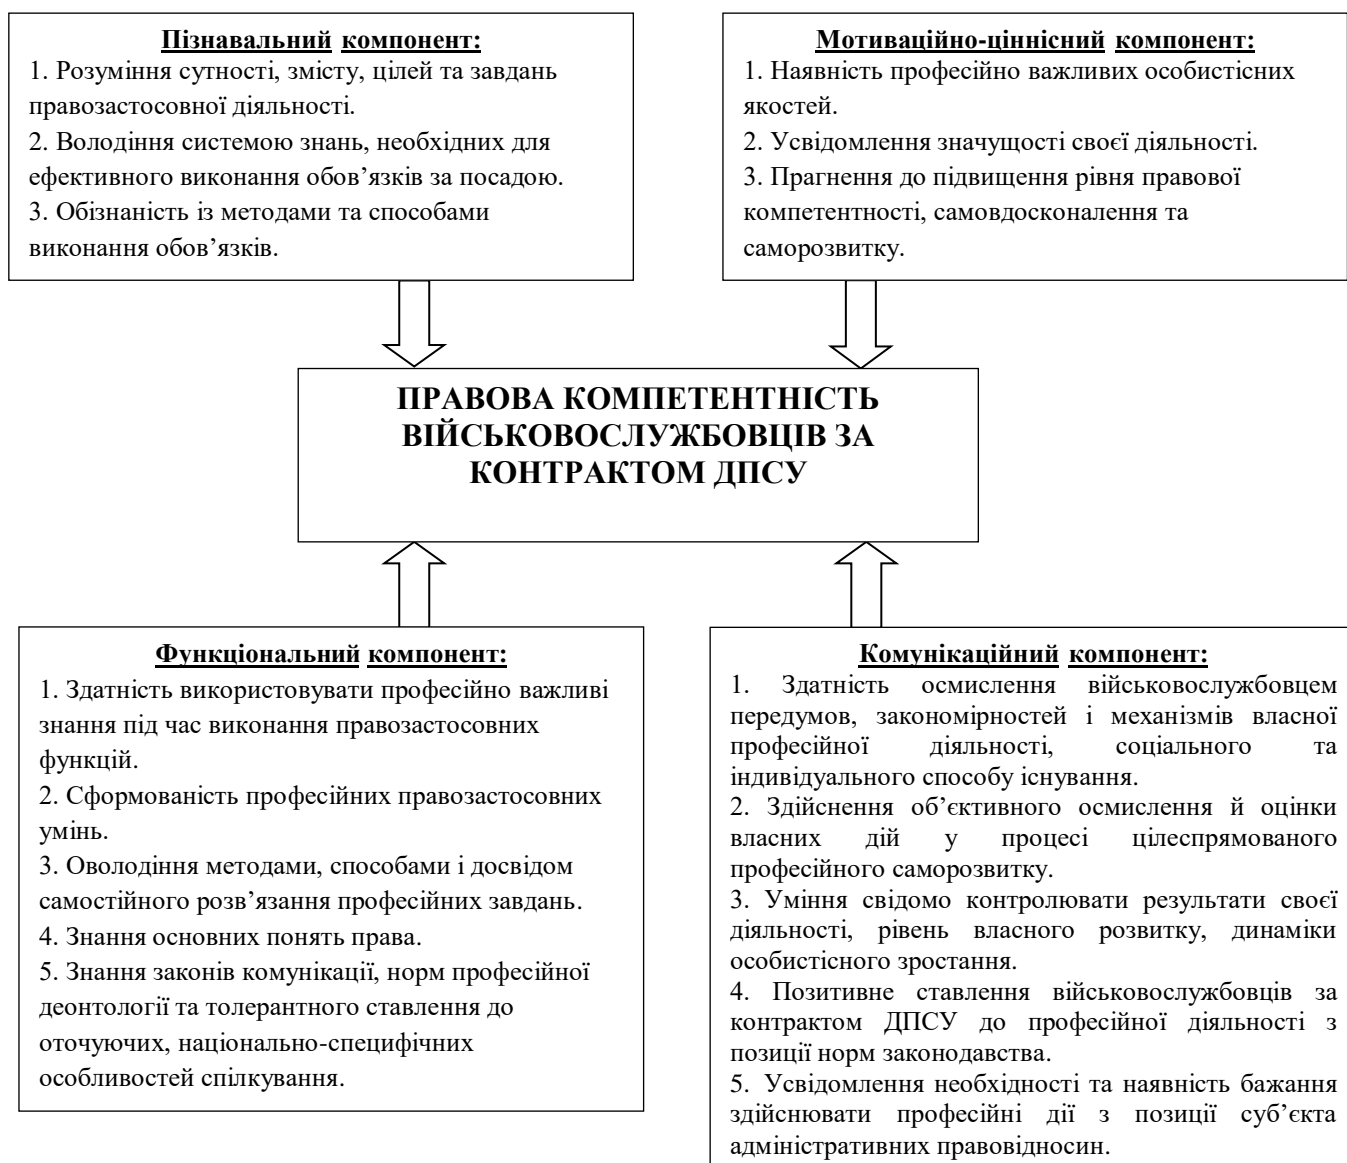 Пізнавальний компонент:
1. Розуміння сутності, змісту, цілей та завдань
правозастосовної діяльності.
2. Володіння системою знань, необхідних для
ефективного виконання обов’язків за посадою.
3. Обізнаність із методами та способами
виконання обов’язків.
Мотиваційно-ціннісний компонент:
1. Наявність професійно важливих особистісних
якостей.
2. Усвідомлення значущості своєї діяльності.
3. Прагнення до підвищення рівня правової
компетентності, самовдосконалення та
саморозвитку.
ПРАВОВА КОМПЕТЕНТНІСТЬ
ВІЙСЬКОВОСЛУЖБОВЦІВ ЗА
КОНТРАКТОМ ДПСУ
Функціональний компонент:
1. Здатність використовувати професійно важливі
знання під час виконання правозастосовних
функцій.
2. Сформованість професійних правозастосовних
умінь.
3. Оволодіння методами, способами і досвідом
самостійного розв’язання професійних завдань.
4. Знання основних понять права.
5. Знання законів комунікації, норм професійної
деонтології та толерантного ставлення до
оточуючих, національно-специфічних
особливостей спілкування.
Комунікаційний компонент:
1. Здатність осмислення військовослужбовцем
передумов, закономірностей і механізмів власної
професійної діяльності, соціального та
індивідуального способу існування.
2. Здійснення об’єктивного осмислення й оцінки
власних дій у процесі цілеспрямованого
професійного саморозвитку.
3. Уміння свідомо контролювати результати своєї
діяльності, рівень власного розвитку, динаміки
особистісного зростання.
4. Позитивне ставлення військовослужбовців за
контрактом ДПСУ до професійної діяльності з
позиції норм законодавства.
5. Усвідомлення необхідності та наявність бажання
здійснювати професійні дії з позиції суб’єкта
адміністративних правовідносин.